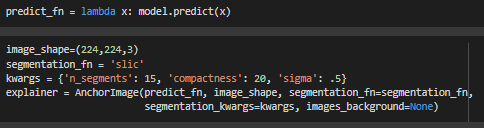 predict_fn = lambda x: model.predict(x)
image_shape=(224,224,3)
segmentation_fn = 'slic'
kwargs = {'n_segments': 15, 'compactness': 20, 'sigma': .5}
explainer = AnchorImage(predict_fn, image_shape, segmentation_fn=segmentation_fn,
segmentation_kwargs=kwargs, images_background=None)